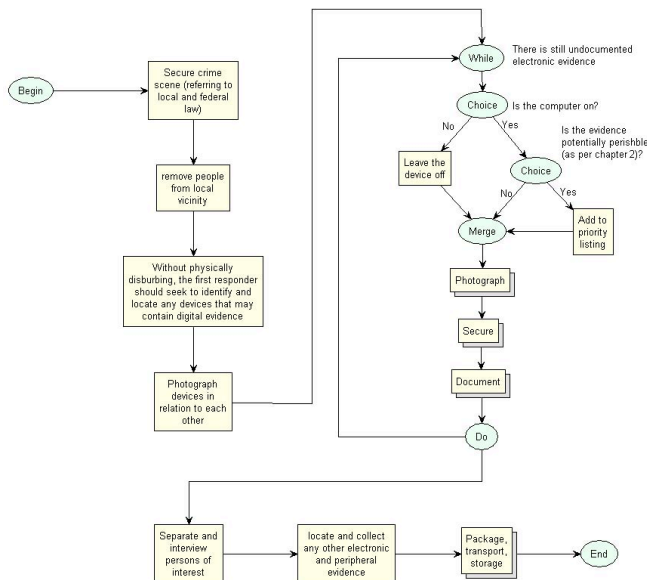 Begin
Secure crime
scene (referring to
local and federal
law)
remove people
from local
vicinity
Without physically
disburbing, the first responder
should seek to identify and
locate any devices that may
contain digital evidence
Photograph
devices in
relation to each
other
While
There is still undocumented
electronic evidence
Choice
Is the computer on?
No
Yes
Leave the
device off
Is the evidence
potentially perishble
(as per chapter 2)?
Choice
No
Yes
Add to
priority
listing
Merge
Photograph
Secure
Document
Do
Separate and
interview
persons of
interest
locate and collect
any other electronic
and peripheral
evidence
Package,
transport,
storage
End